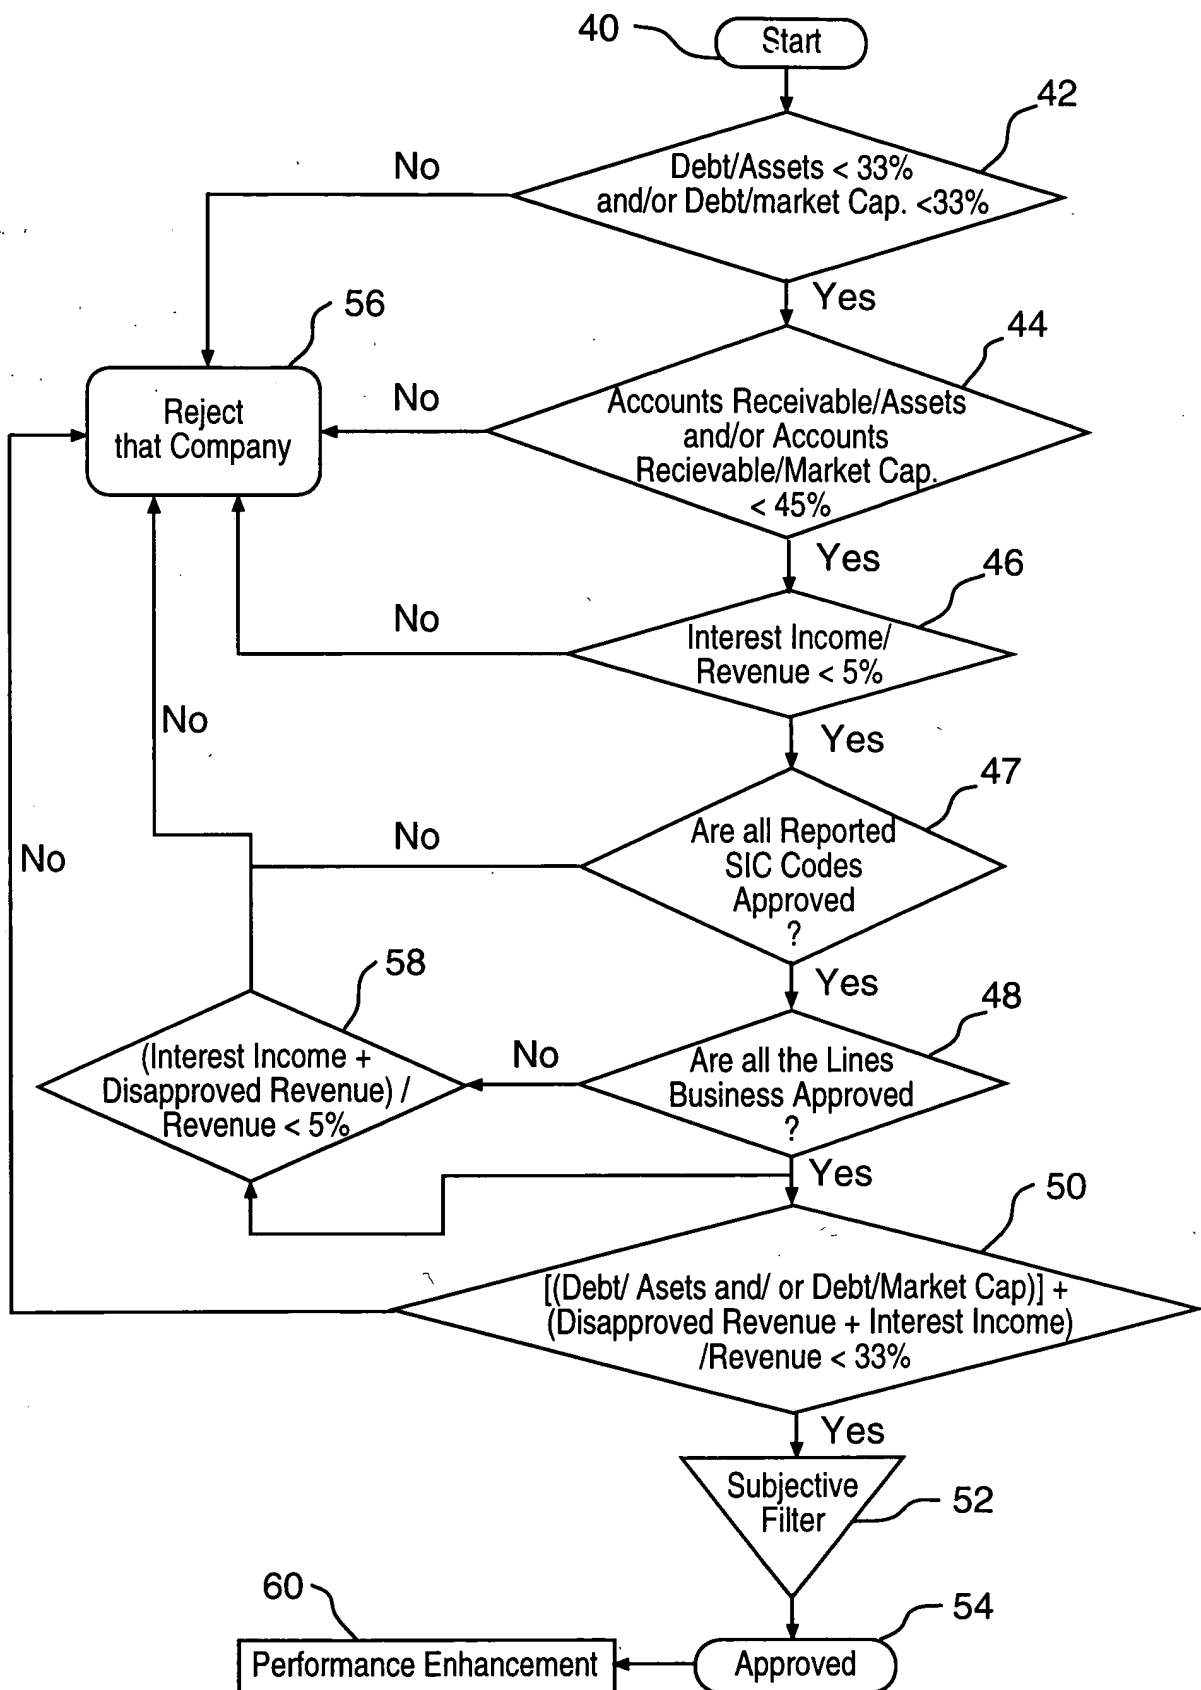 40
Start
42
Debt/Assets < 33%
and/or Debt/market Cap. <33%
No
Yes
56
Reject
that Company
44
Accounts Receivable/Assets
and/or Accounts
Recievable/Market Cap.
< 45%
No
Yes
46
Interest Income/
Revenue < 5%
No
Yes
No
47
Are all Reported
SIC Codes
Approved
?
No
No
Yes
58
(Interest Income +
Disapproved Revenue) /
Revenue < 5%
48
Are all the Lines
Business Approved
?
No
Yes
50
[(Debt/ Asets and/ or Debt/Market Cap)] +
(Disapproved Revenue + Interest Income)
/Revenue < 33%
Yes
Subjective
Filter
52
60
54
Performance Enhancement
Approved